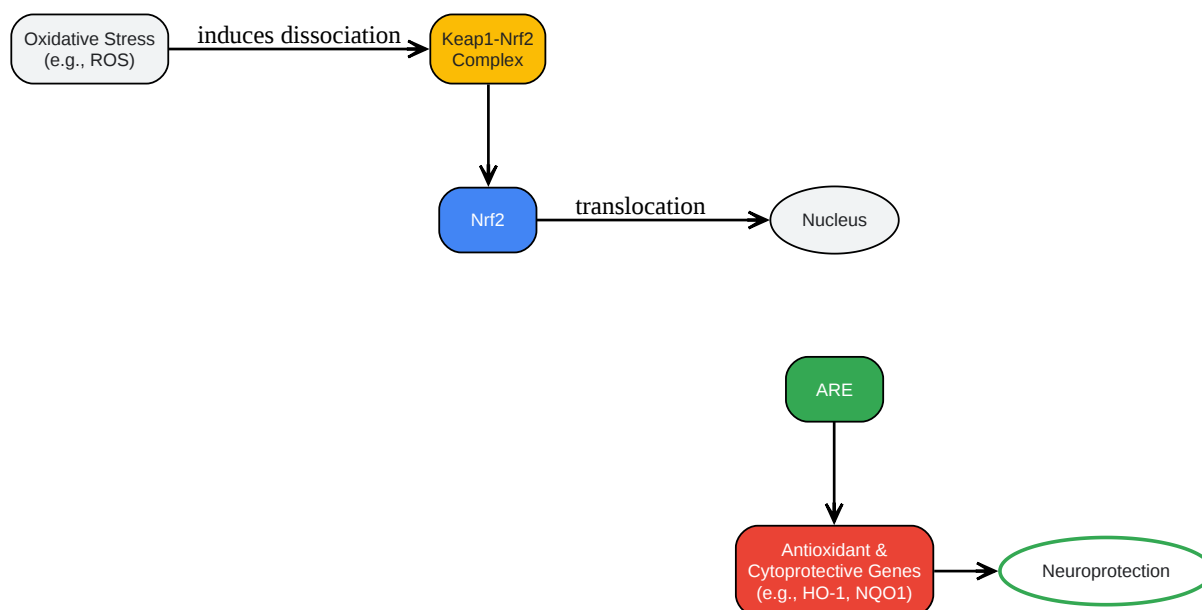 Oxidative Stress
(e.g., ROS)
induces dissociation
Keap1-Nrf2
Complex
Nrf2
translocation
Nucleus
ARE
Antioxidant &
Cytoprotective Genes
(e.g., HO-1, NQO1)
Neuroprotection